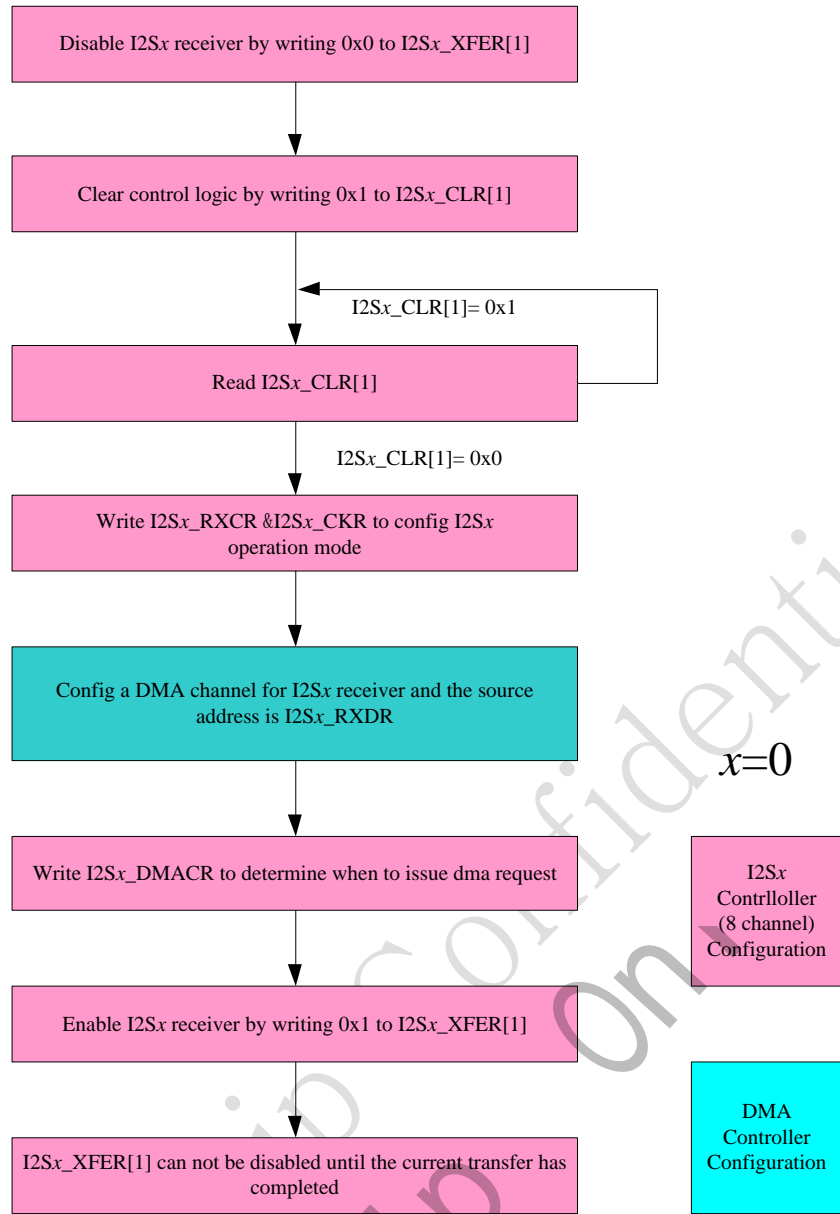 Disable I2Sx receiver by writing 0x0 to I2Sx_XFER[1]
Clear control logic by writing 0x1 to I2Sx_CLR[1]
I2Sx_CLR[1]= 0x1
Read I2Sx_CLR[1]
I2Sx_CLR[1]= 0x0
Write I2Sx_RXCR &I2Sx_CKR to config I2Sx
operation mode
Config a DMA channel for I2Sx receiver and the source
address is I2Sx_RXDR
x=0
Write I2Sx_DMACR to determine when to issue dma request
I2Sx
Contrlloller
(8 channel)
Configuration
Enable I2Sx receiver by writing 0x1 to I2Sx_XFER[1]
DMA
Controller
Configuration
I2Sx_XFER[1] can not be disabled until the current transfer has
completed